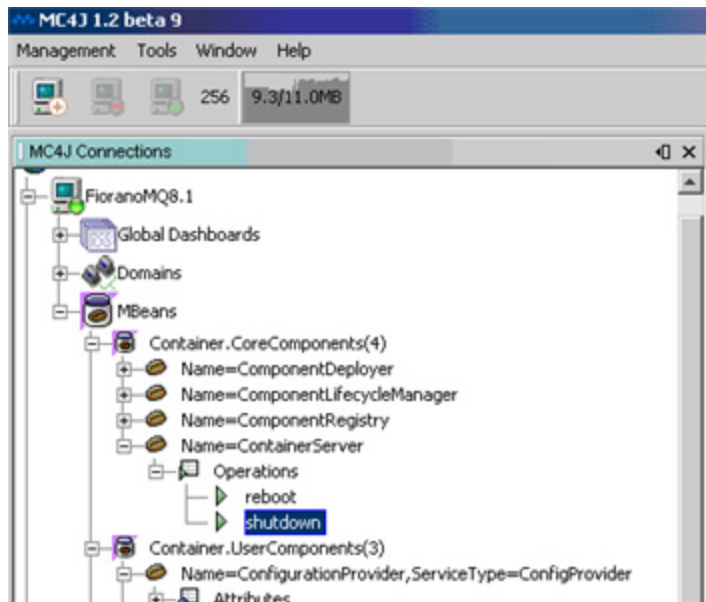 MC4J 1.2 beta 9
Management Tools Window Help
256 9.3/11.0MB
MC4J Connections
FioranoMQ8.1
Global Dashboards
Domains
MBeans
Container.CoreComponents(4)
Name=ComponentDeployer
Name=ComponentLifecycleManager
Name=ComponentRegistry
Name=ContainerServer
Operations
reboot
shutdown
Container.UserComponents(3)
Name=ConfigurationProvider,ServiceType=ConfigProvider
Attributes